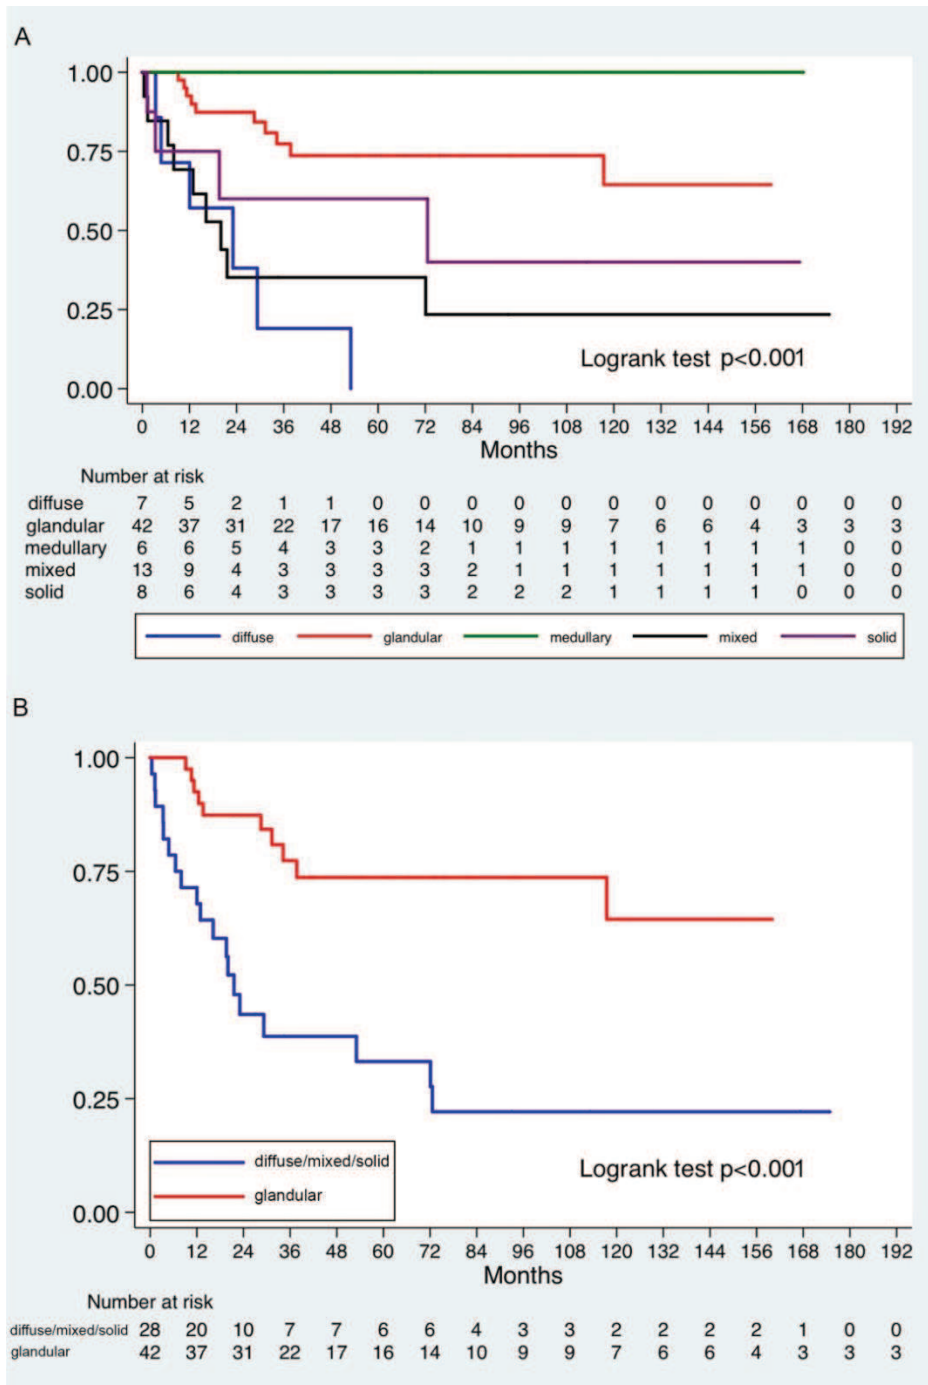 A
1.00
0.75
0.50
0.25
0.00
Logrank test p<0.001
0 12 24 36 48 60 72 84 96 108 120 132 144 156 168 180 192
Months
Number at risk
diffuse 7 5 2 1 1 0 0 0 0 0 0 0 0 0 0 0 0
glandular 42 37 31 22 17 16 14 10 9 9 7 6 6 4 3 3 3
medullary 6 6 5 4 3 3 2 1 1 1 1 1 1 1 1 0 0
mixed 13 9 4 3 3 3 3 2 1 1 1 1 1 1 1 0 0
solid 8 6 4 3 3 3 3 2 2 2 1 1 1 1 0 0 0
diffuse glandular medullary mixed solid
B
1.00
0.75
0.50
0.25
0.00
diffuse/mixed/solid
glandular
Logrank test p<0.001
0 12 24 36 48 60 72 84 96 108 120 132 144 156 168 180 192
Months
Number at risk
diffuse/mixed/solid 28 20 10 7 7 6 6 4 3 3 2 2 2 2 1 0 0
glandular 42 37 31 22 17 16 14 10 9 9 7 6 6 4 3 3 3